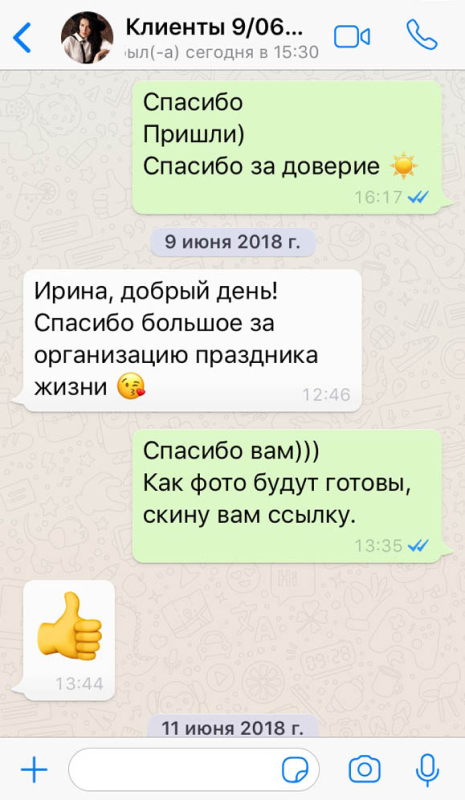 Клиенты 9/06...
был(-а) сегодня в 15:30
Спасибо
Пришли)
Спасибо за доверие ☀️
16:17
9 июня 2018 г.
Ирина, добрый день!
Спасибо большое за
организацию праздника
жизни 😘
12:46
Спасибо вам)))
Как фото будут готовы,
скину вам ссылку.
13:35
👍
13:44
11 июня 2018 г.